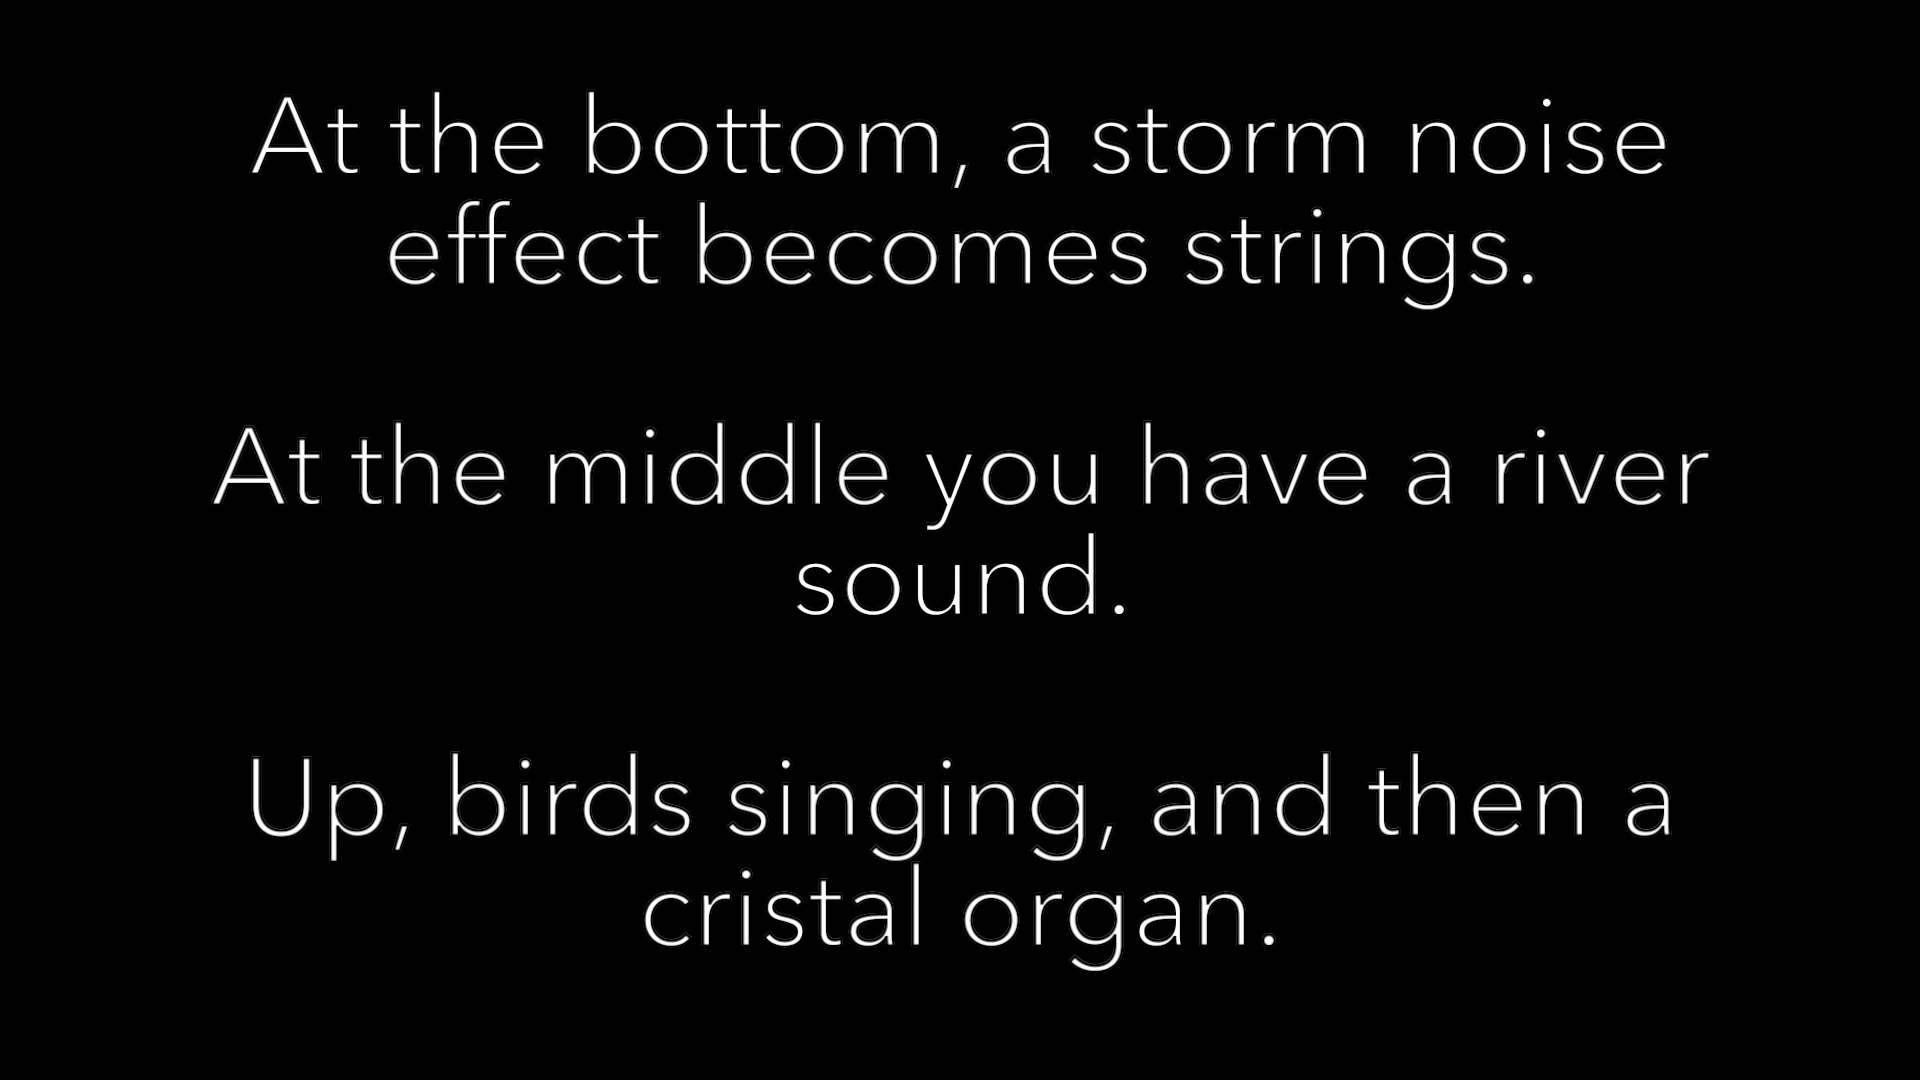 At the bottom, a storm noise
effect becomes strings.
At the middle you have a river
sound.
Up, birds singing, and then a
cristal organ.